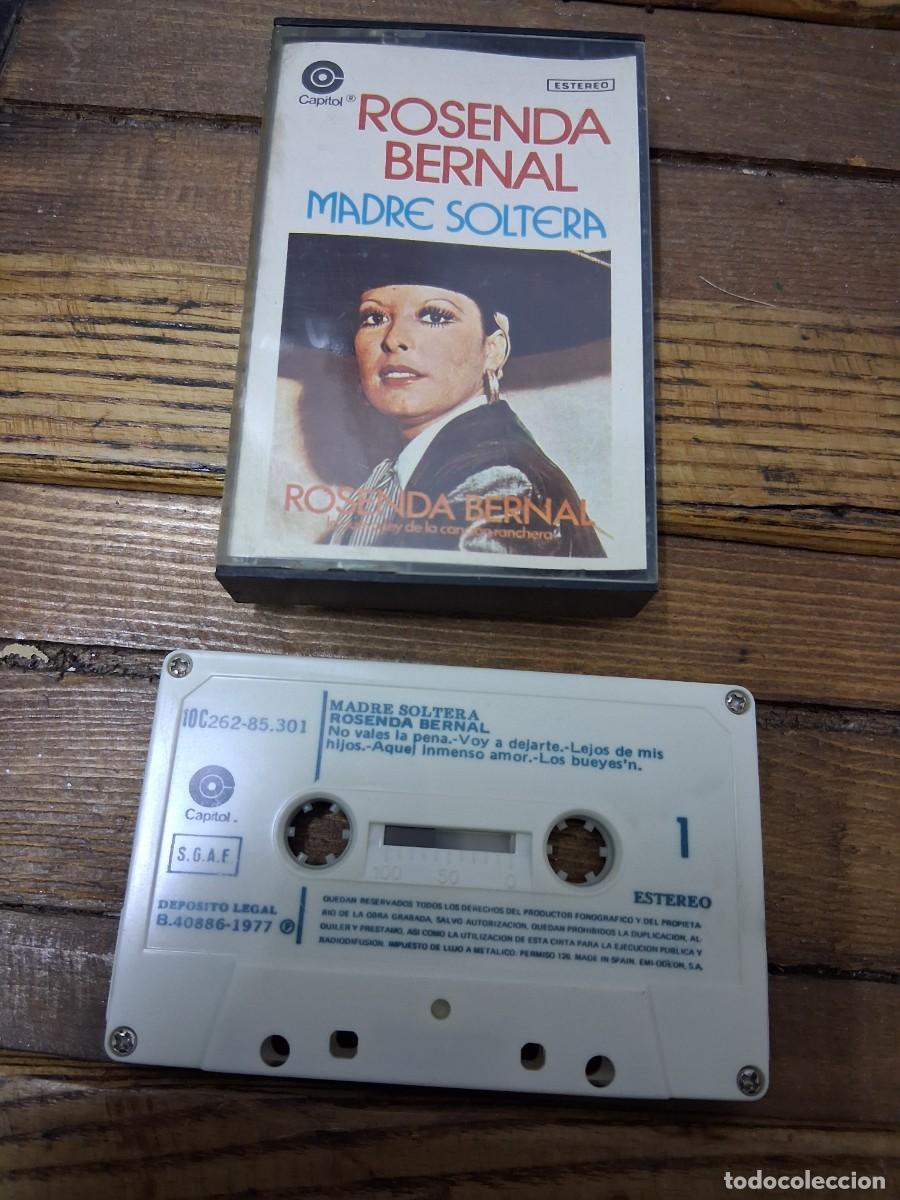 Capitol ®
ESTEREO
ROSENDA
BERNAL
MADRE SOLTERA
ROSENDA BERNAL
de la ranchera
10C262-85.301
MADRE SOLTERA
ROSENDA BERNAL
No vales la pena.-Voy a dejarte.-Lejos de mis
hijos.-Aquel inmenso amor.-Los bueyes'n.
Capitol
S.G.A.E.
1
100 50 0
DEPOSITO LEGAL
B.40886-1977 ℗
ESTEREO
QUEDAN RESERVADOS TODOS LOS DERECHOS DEL PRODUCTOR FONOGRAFICO Y DEL PROPIETA-
RIO DE LA OBRA GRABADA, SALVO AUTORIZACION, QUEDAN PROHIBIDOS LA DUPLICACION, AL-
QUILER Y PRESTAMO, ASI COMO LA UTILIZACION DE ESTA CINTA PARA LA EJECUCION PUBLICA Y
RADIODIFUSION. IMPUESTO DE LUJO A METALICO. PERMISO 126. MADE IN SPAIN. EMI-ODEON, S.A.
todocoleccion